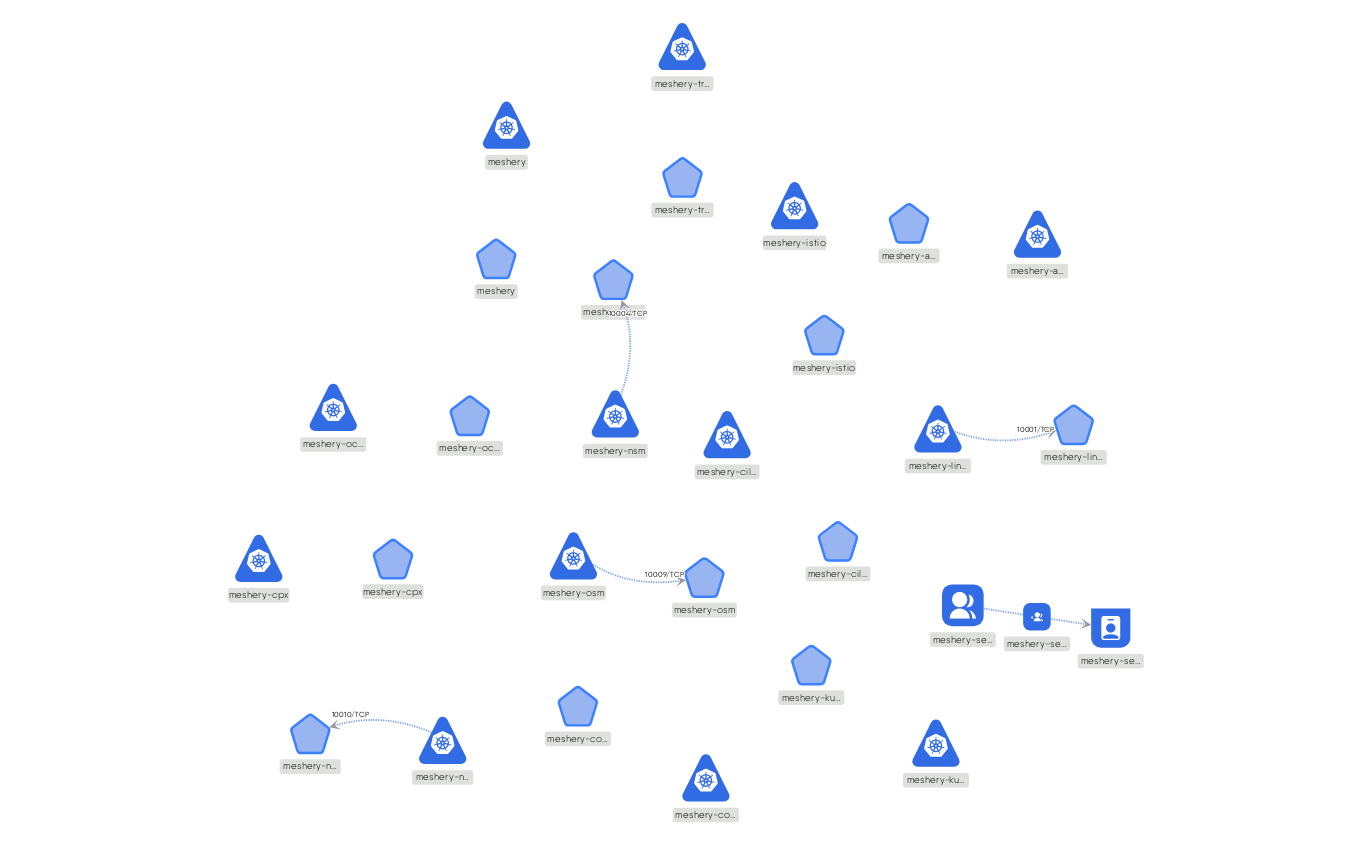 meshery-tr...
meshery
meshery-tr...
meshery-istio
meshery-a...
meshery-a...
meshery
10004/TCP
meshery-istio
meshery-oc...
meshery-oc...
meshery-nsm
meshery-cil...
10001/TCP
meshery-lin...
meshery-lin...
meshery-cpx
meshery-cpx
meshery-osm
10009/TCP
meshery-osm
meshery-cil...
meshery-se...
meshery-se...
meshery-se...
meshery-ku...
10010/TCP
meshery-n...
meshery-n...
meshery-co...
meshery-ku...
meshery-co...